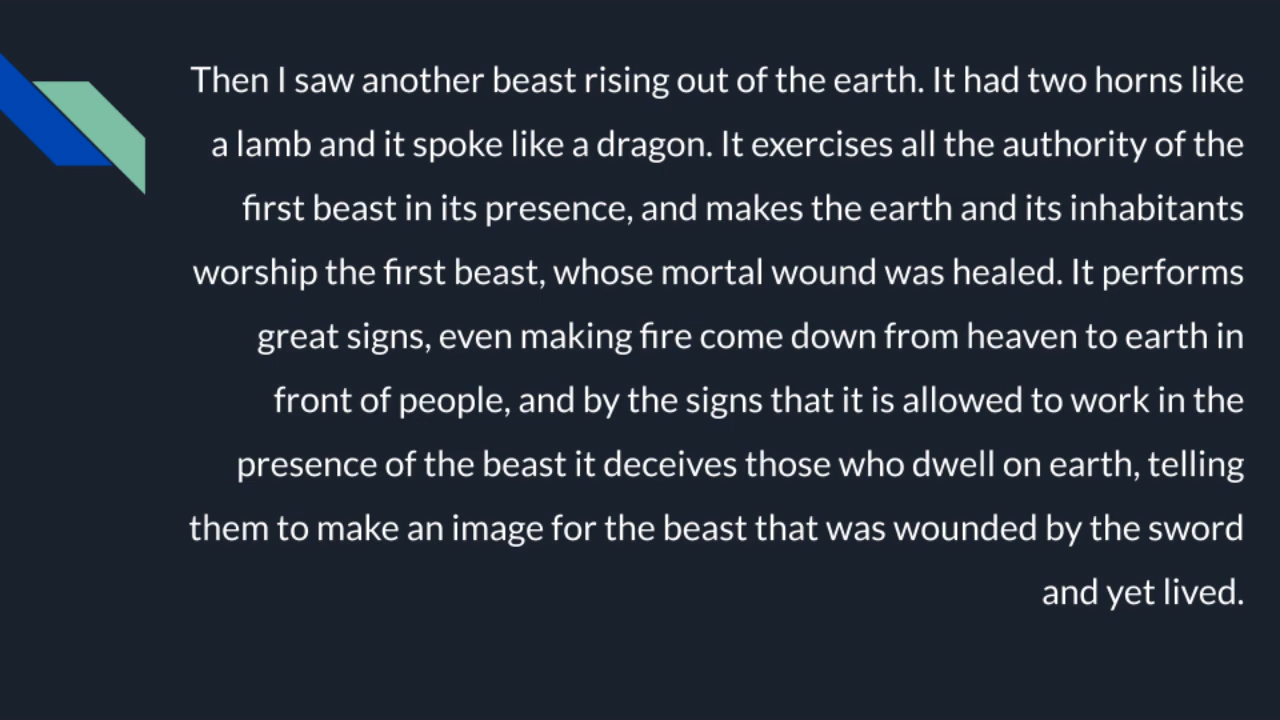 Then I saw another beast rising out of the earth. It had two horns like
a lamb and it spoke like a dragon. It exercises all the authority of the
first beast in its presence, and makes the earth and its inhabitants
worship the first beast, whose mortal wound was healed. It performs
great signs, even making fire come down from heaven to earth in
front of people, and by the signs that it is allowed to work in the
presence of the beast it deceives those who dwell on earth, telling
them to make an image for the beast that was wounded by the sword
and yet lived.